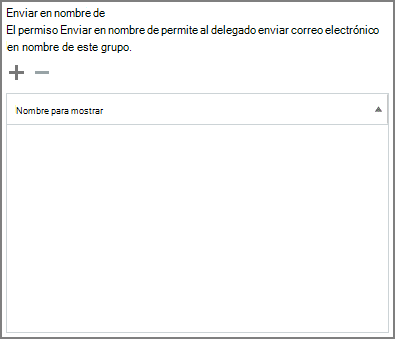 Enviar en nombre de
El permiso Enviar en nombre de permite al delegado enviar correo electrónico
en nombre de este grupo.
Nombre para mostrar